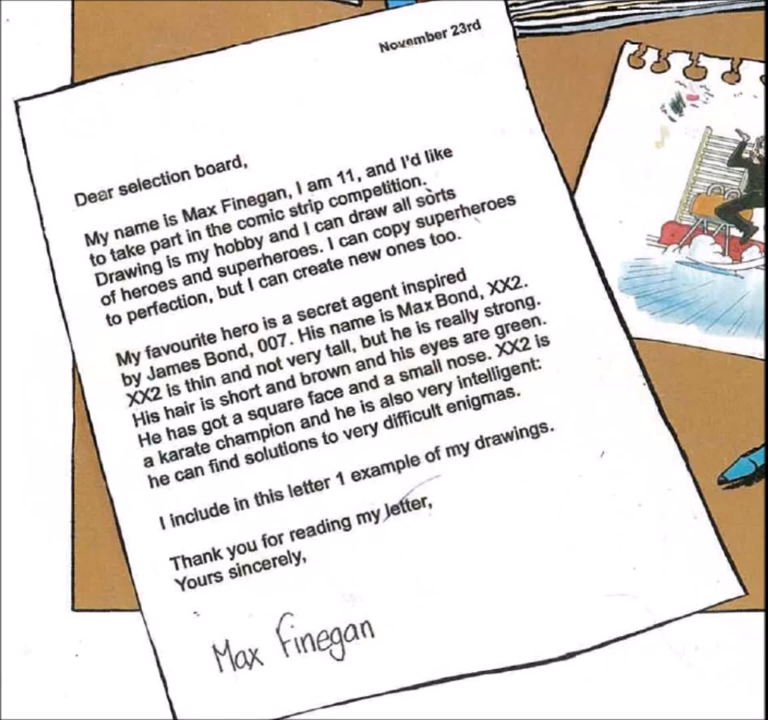 November 23rd
Dear selection board,
My name is Max Finegan, I am 11, and I'd like
to take part in the comic strip competition.
Drawing is my hobby and I can draw all sorts
of heroes and superheroes. I can copy superheroes
to perfection, but I can create new ones too.
My favourite hero is a secret agent inspired
by James Bond, 007. His name is Max Bond, XX2.
XX2 is thin and not very tall, but he is really strong.
His hair is short and brown and his eyes are green.
He has got a square face and a small nose. XX2 is
a karate champion and he is also very intelligent:
he can find solutions to very difficult enigmas.
I include in this letter 1 example of my drawings.
Thank you for reading my letter,
Yours sincerely,
Max Finegan